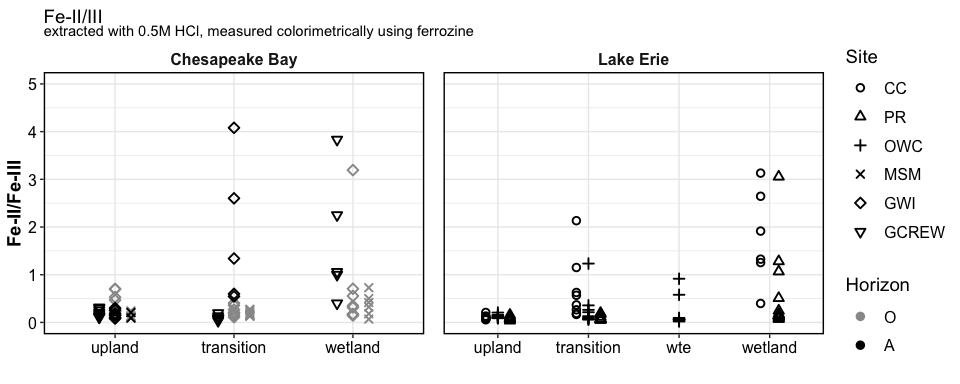 Fe-II/III
extracted with 0.5M HCl, measured colorimetrically using ferrozine
Chesapeake Bay
Lake Erie
Fe-II/Fe-III
5
4
3
2
1
0
upland
transition
wetland
upland
transition
wte
wetland
Site
CC
PR
OWC
MSM
GWI
GCREW
Horizon
O
A